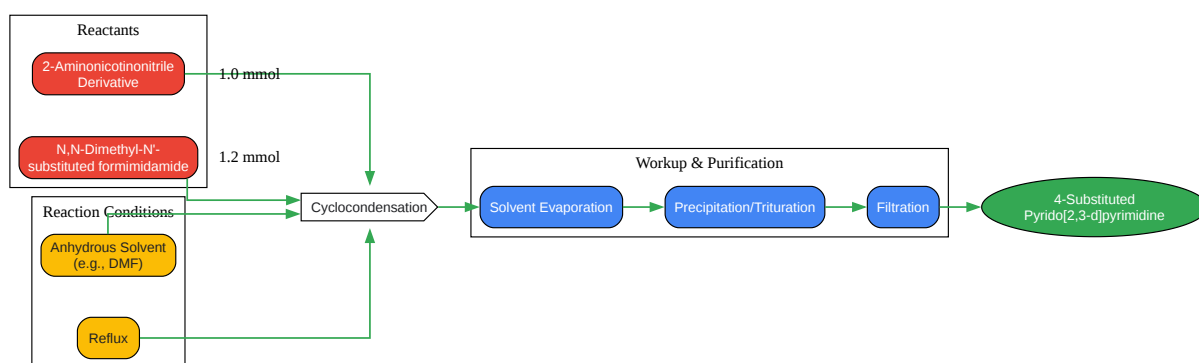 Reactants
2-Aminonicotinonitrile
Derivative
1.0 mmol
N,N-Dimethyl-N'-
substituted formimidamide
1.2 mmol
Reaction Conditions
Anhydrous Solvent
(e.g., DMF)
Reflux
Cyclocondensation
Workup & Purification
Solvent Evaporation
Precipitation/Trituration
Filtration
4-Substituted
Pyrido[2,3-d]pyrimidine